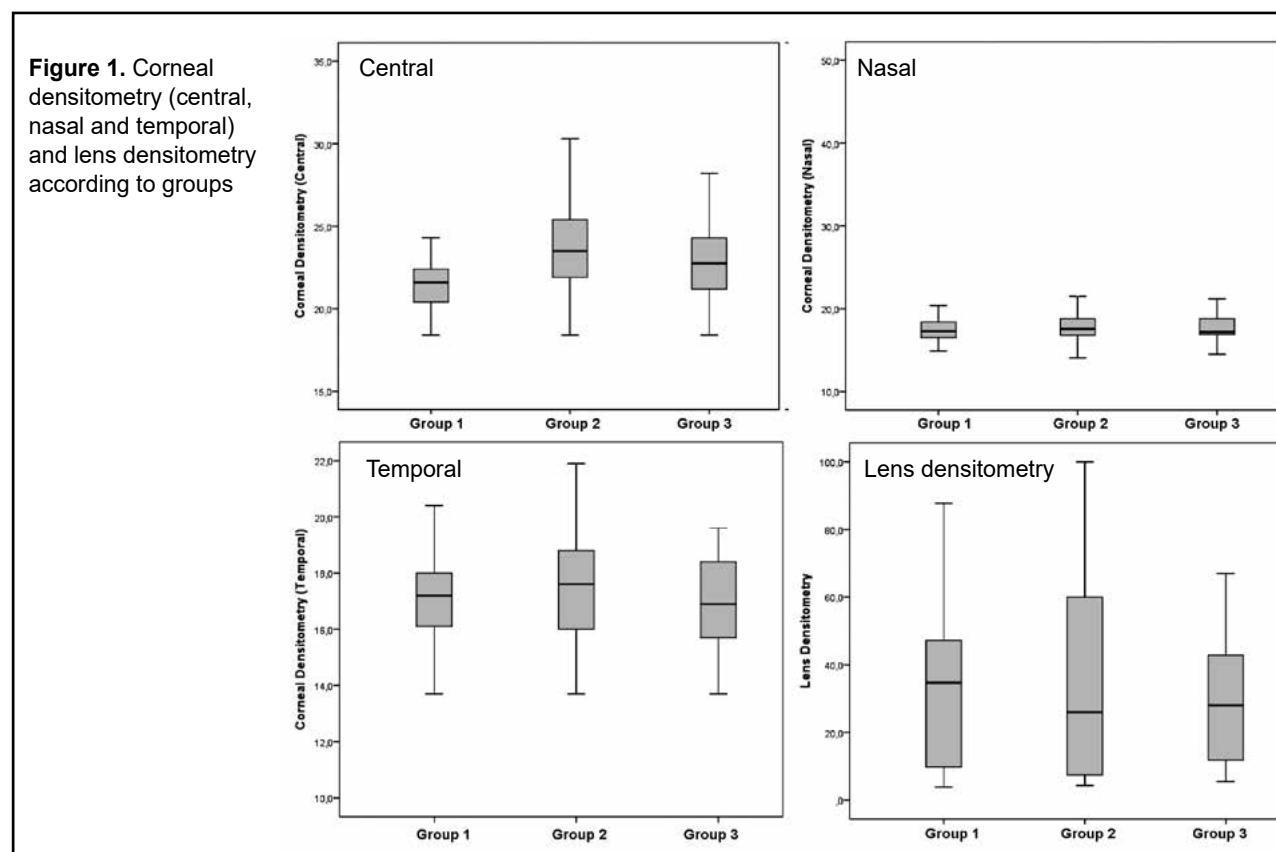 Figure 1. Corneal
densitometry (central,
nasal and temporal)
and lens densitometry
according to groups
Central
Corneal Densitometry (Central)
35,0
30,0
25,0
20,0
15,0
Group 1 Group 2 Group 3
Nasal
Corneal Densitometry (Nasal)
50,0
40,0
30,0
20,0
10,0
Group 1 Group 2 Group 3
Temporal
Corneal Densitometry (Temporal)
22,0
20,0
18,0
16,0
14,0
12,0
10,0
Group 1 Group 2 Group 3
Lens densitometry
Lens Densitometry
100,0
80,0
60,0
40,0
20,0
,0
Group 1 Group 2 Group 3